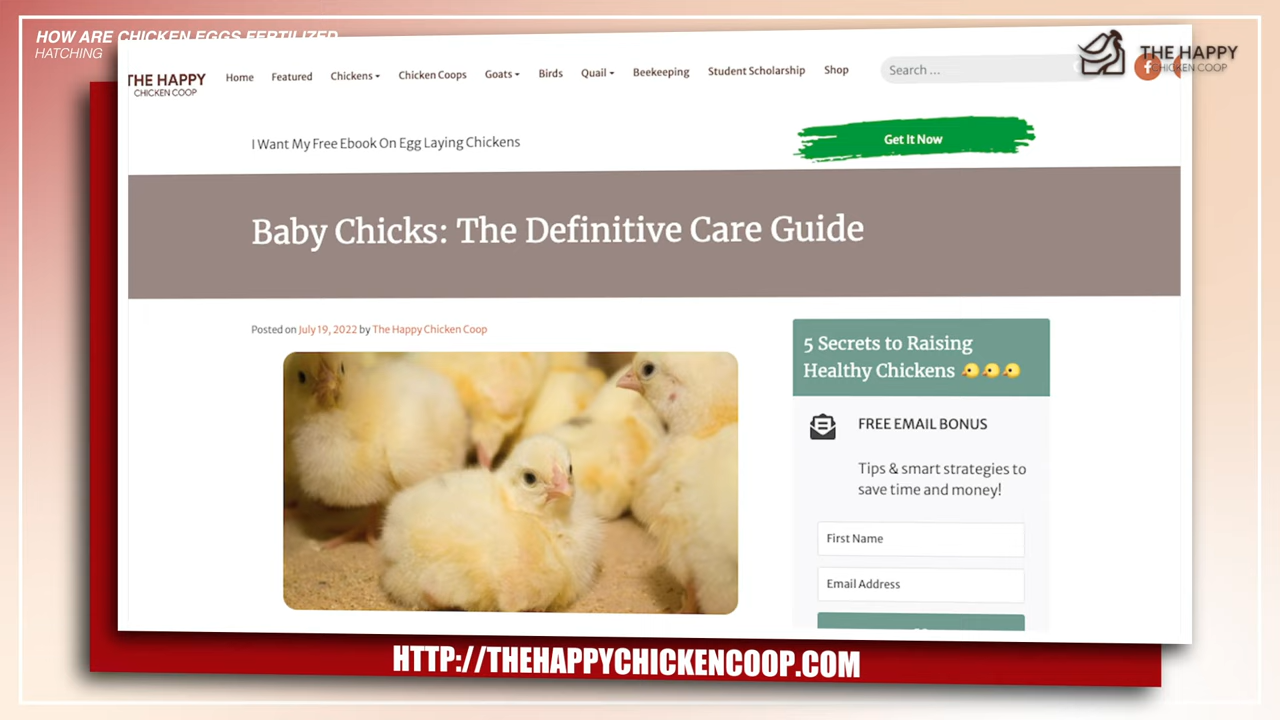 HOW ARE CHICKEN EGGS FERTILIZED
HATCHING
THE HAPPY
CHICKEN COOP
THE HAPPY
CHICKEN COOP
Home
Featured
Chickens
Chicken Coops
Goats
Birds
Quail
Beekeeping
Student Scholarship
Shop
Search ...
I Want My Free Ebook On Egg Laying Chickens
Get It Now
Baby Chicks: The Definitive Care Guide
Posted on July 19, 2022 by The Happy Chicken Coop
5 Secrets to Raising
Healthy Chickens 🐤🐤🐤
FREE EMAIL BONUS
Tips & smart strategies to
save time and money!
First Name
Email Address
HTTP://THEHAPPYCHICKENCOOP.COM